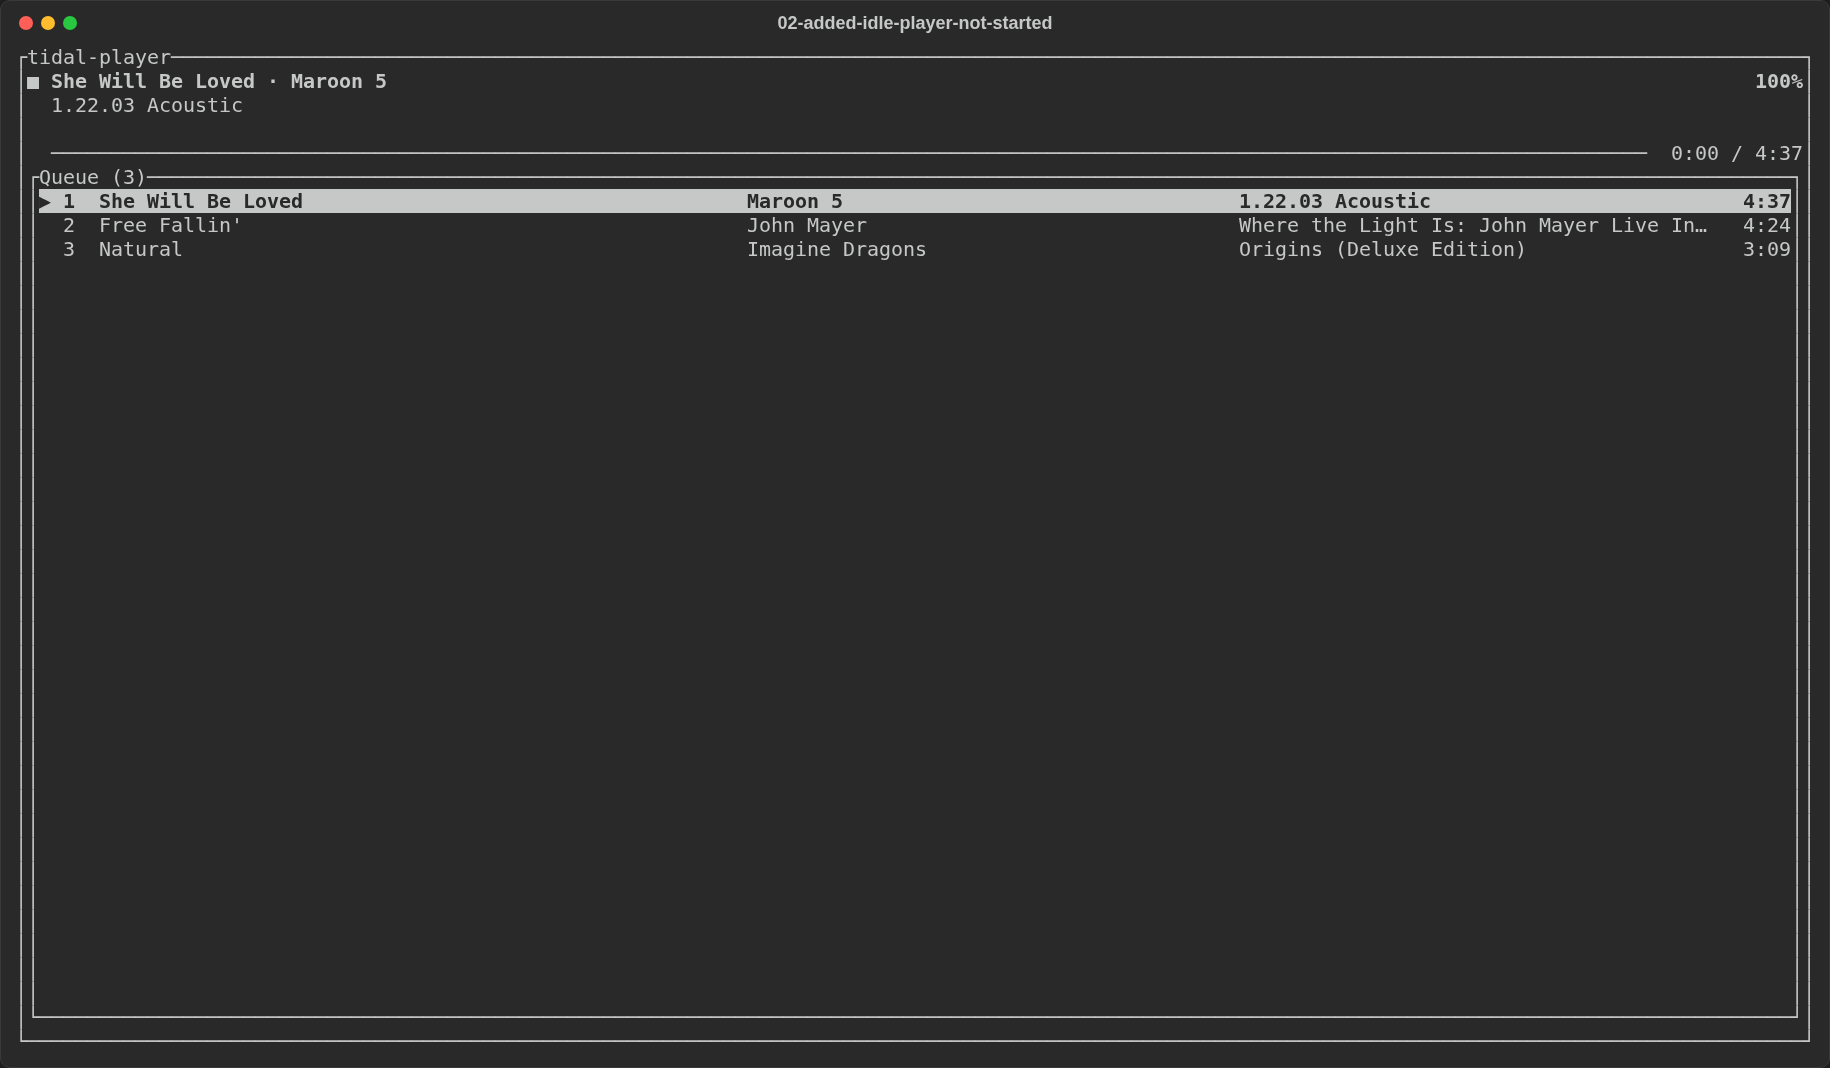 02-added-idle-player-not-started
tidal-player
■ She Will Be Loved · Maroon 5 100%
1.22.03 Acoustic
0:00 / 4:37
Queue (3)
▶ 1 She Will Be Loved Maroon 5 1.22.03 Acoustic 4:37
2 Free Fallin' John Mayer Where the Light Is: John Mayer Live In… 4:24
3 Natural Imagine Dragons Origins (Deluxe Edition) 3:09